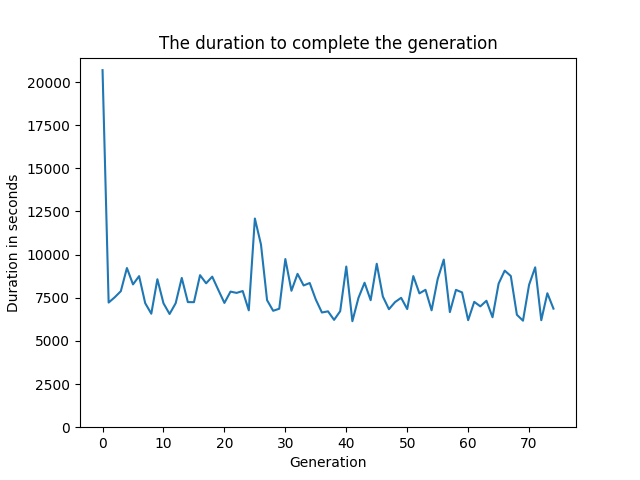 The duration to complete the generation
20000
17500
15000
12500
10000
7500
5000
2500
0
Duration in seconds
0 10 20 30 40 50 60 70
Generation